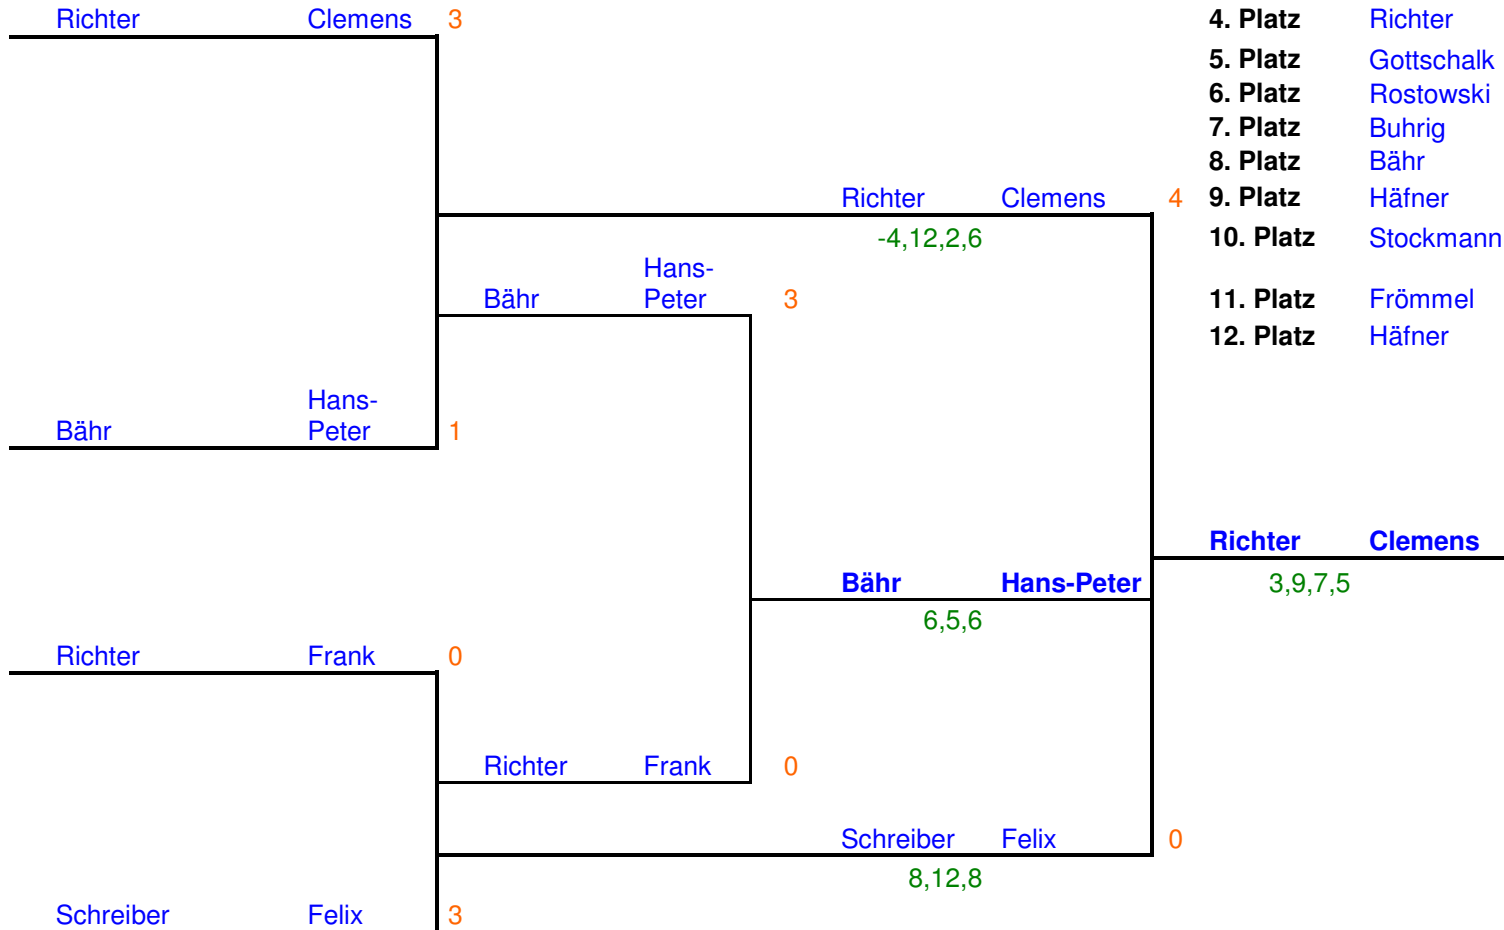 Richter Clemens 3 4. Platz Richter
5. Platz Gottschalk
6. Platz Rostowski
7. Platz Buhrig
8. Platz Bähr
Richter Clemens 4 9. Platz Häfner
-4,12,2,6 10. Platz Stockmann
Hans-
Bähr Peter 3 11. Platz Frömmel
12. Platz Häfner
Hans-
Bähr Peter 1
Richter Clemens
Bähr Hans-Peter 3,9,7,5
6,5,6
Richter Frank 0
Richter Frank 0
Schreiber Felix 0
8,12,8
Schreiber Felix 3